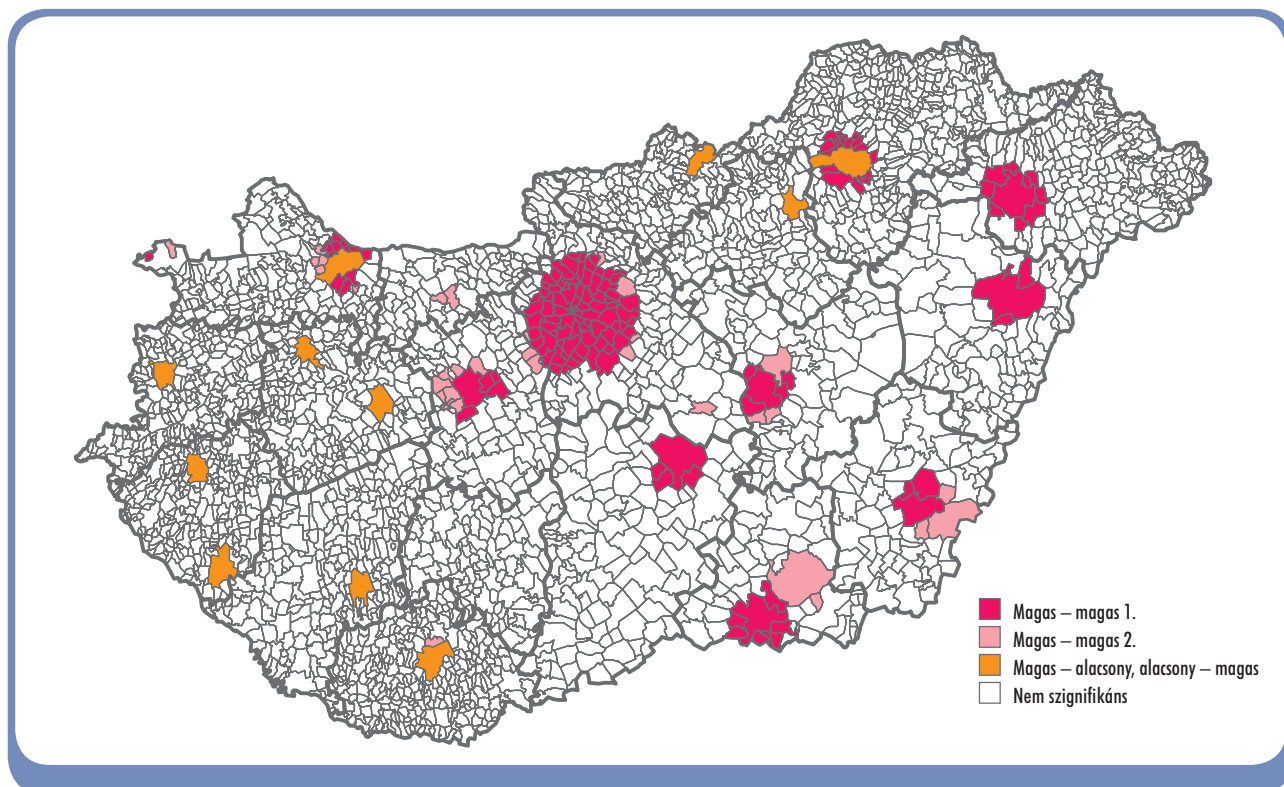 Magas – magas 1.
Magas – magas 2.
Magas – alacsony, alacsony – magas
Nem szignifikáns